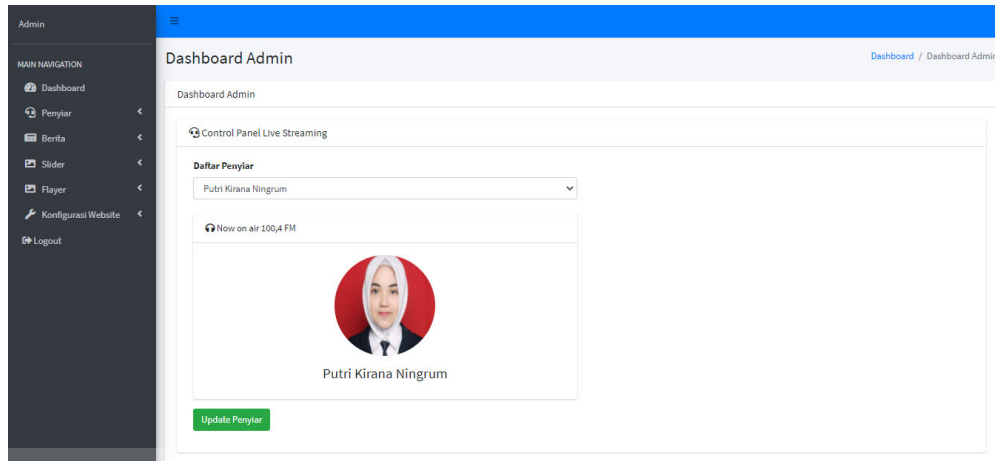 Admin
MAIN NAVIGATION
Dashboard
Penyiar
Berita
Slider
Flayer
Konfigurasi Website
Logout
Dashboard Admin
Dashboard / Dashboard Admin
Dashboard Admin
Control Panel Live Streaming
Daftar Penyiar
Putri Kirana Ningrum
Now on air 100,4 FM
Putri Kirana Ningrum
Update Penyiar